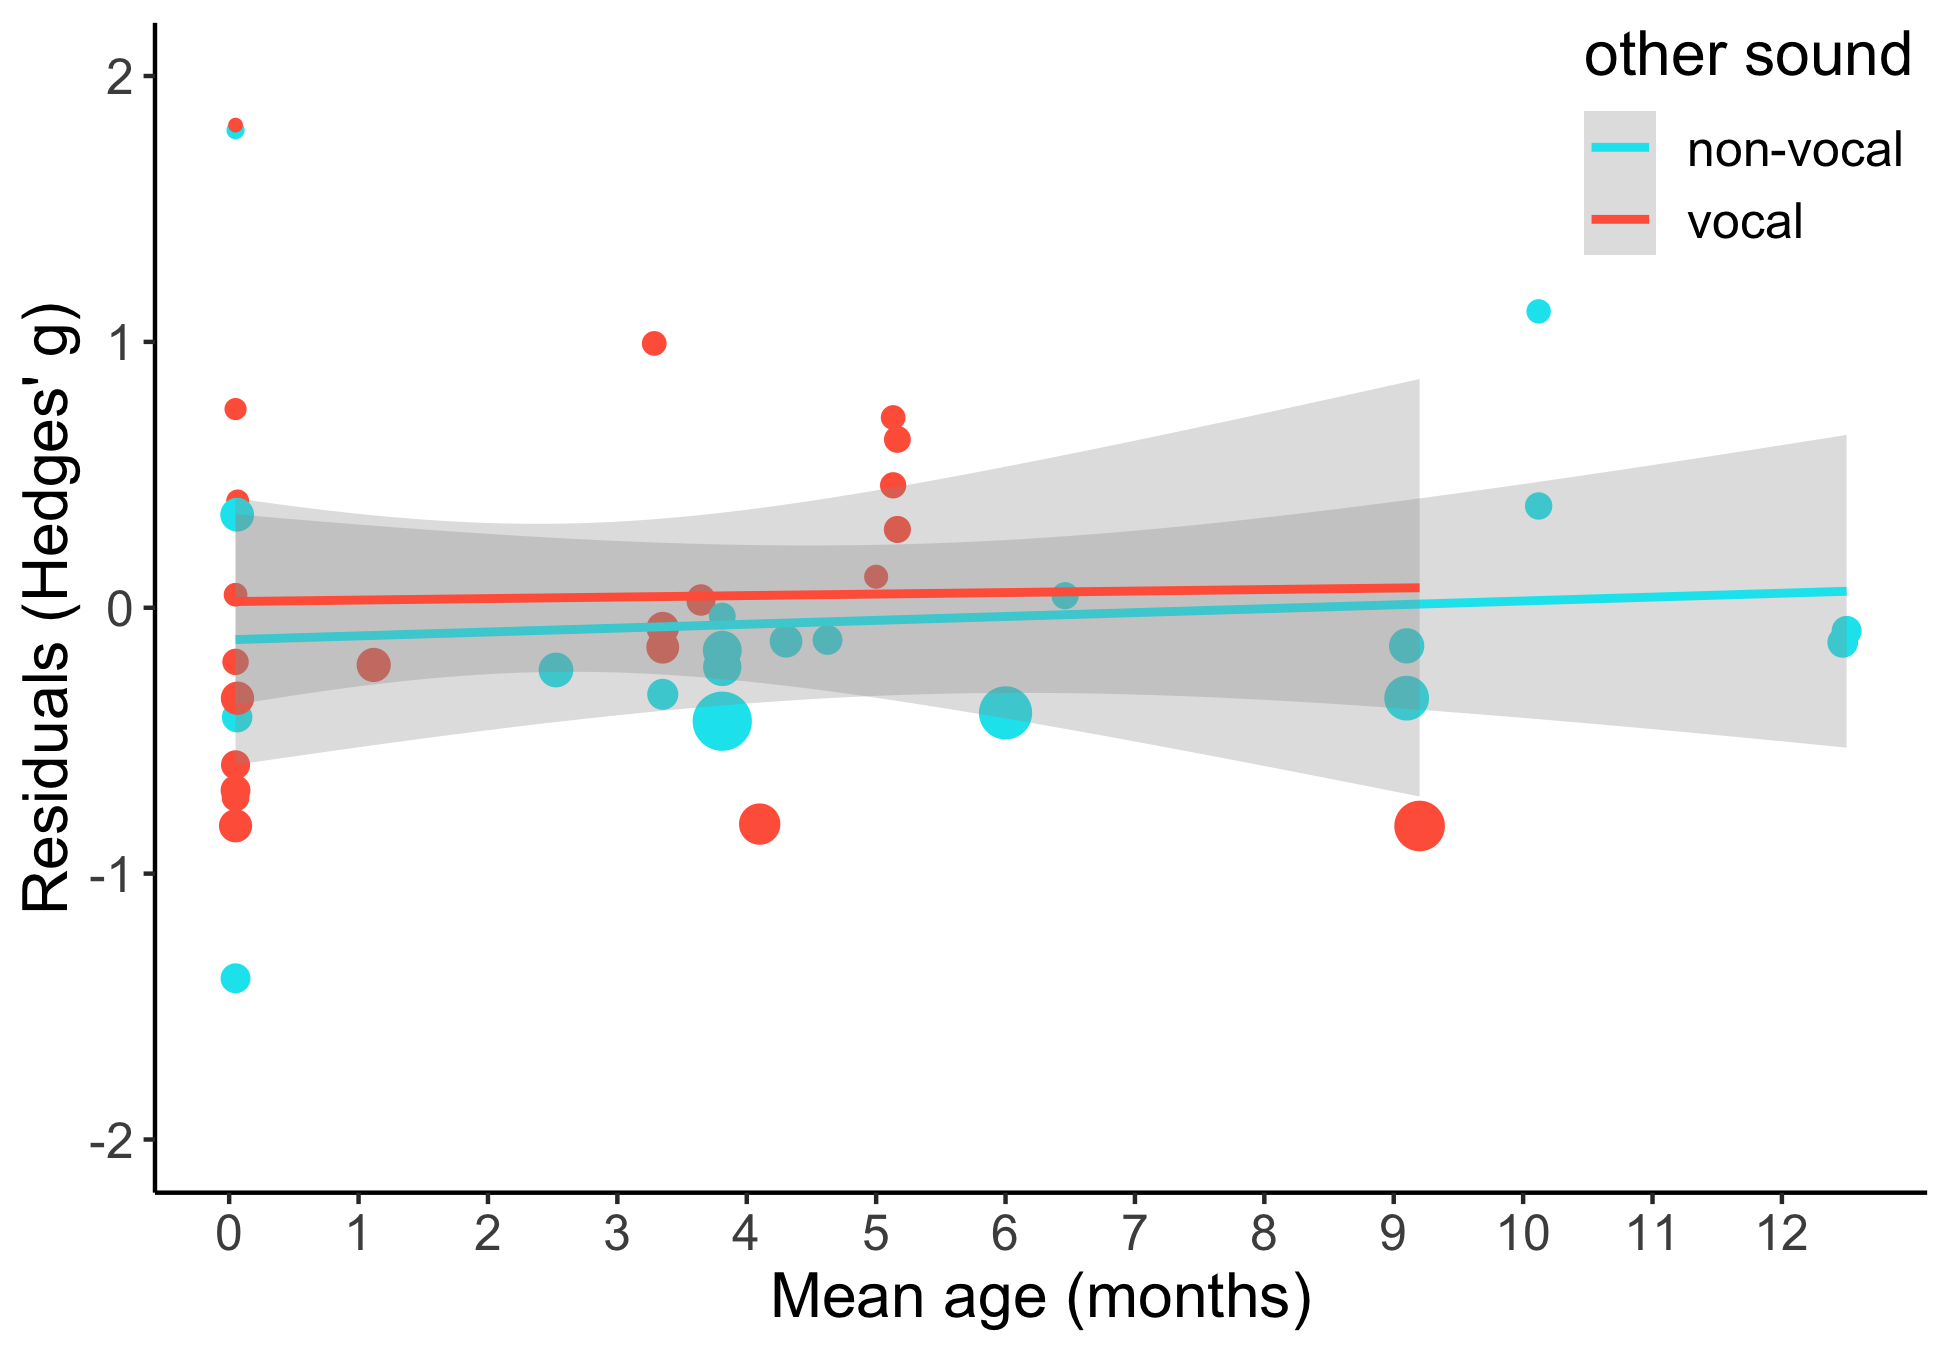 other sound
non-vocal
vocal
Residuals (Hedges' g)
2
1
0
-1
-2
0 1 2 3 4 5 6 7 8 9 10 11 12
Mean age (months)